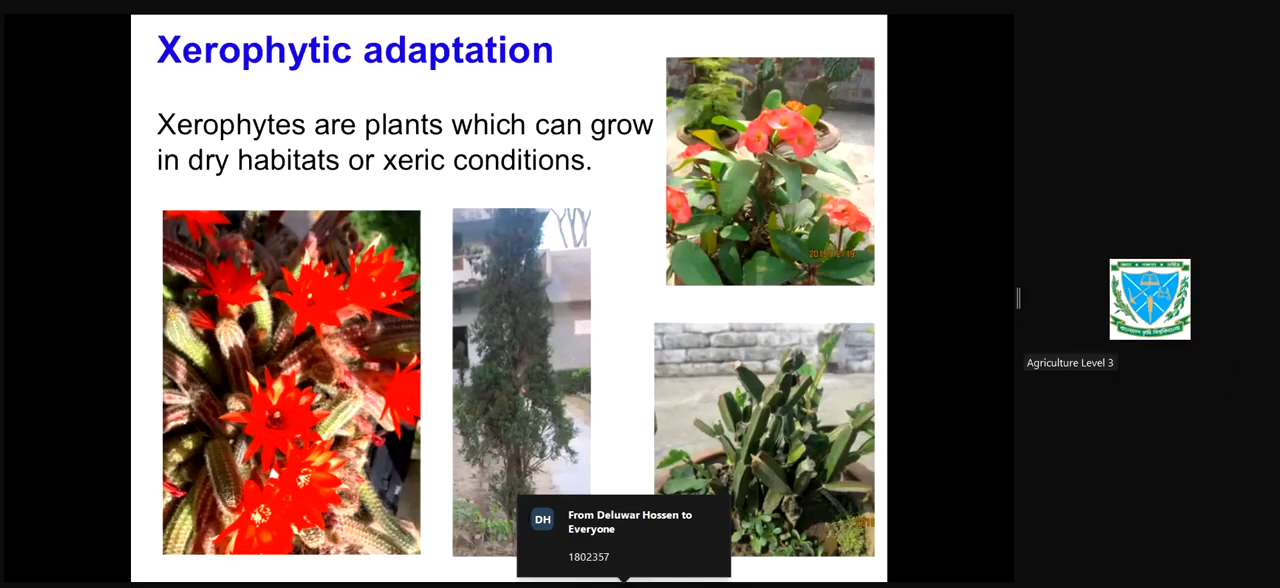 Xerophytic adaptation
Xerophytes are plants which can grow
in dry habitats or xeric conditions.
Agriculture Level 3
DH
From Deluwar Hossen to
Everyone
1802357